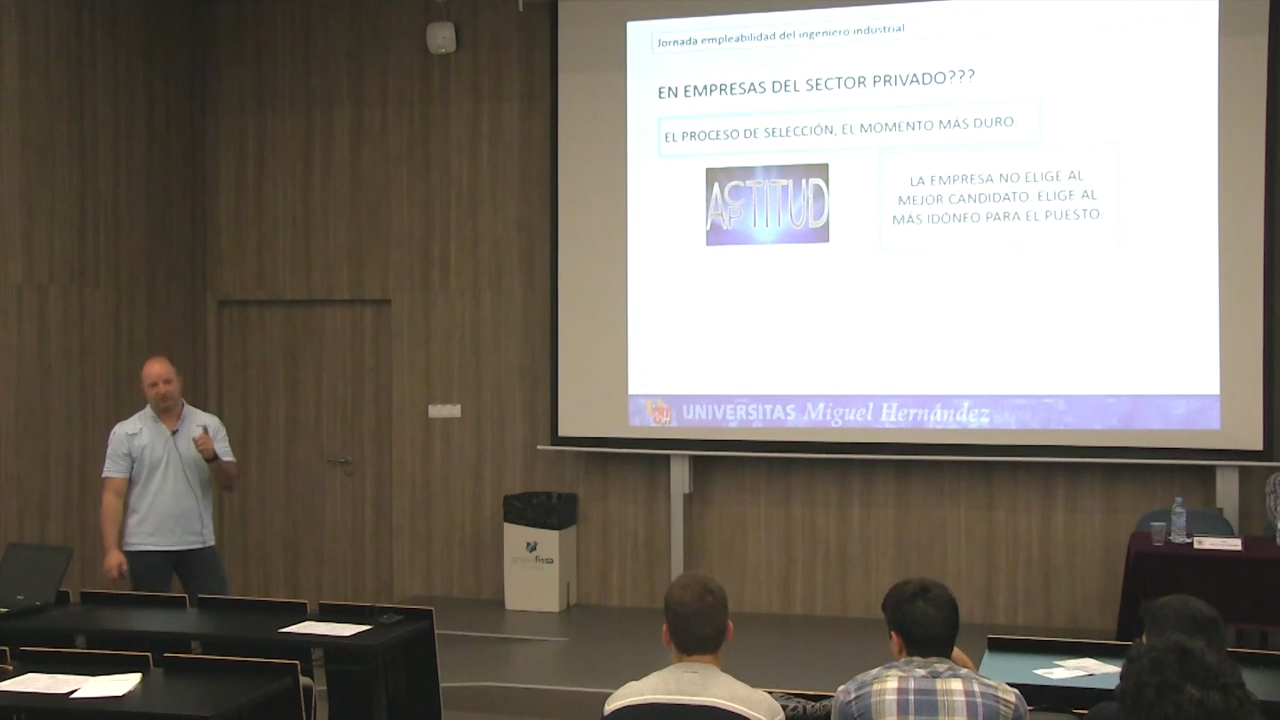 Jornada empleabilidad del ingeniero industrial
EN EMPRESAS DEL SECTOR PRIVADO???
EL PROCESO DE SELECCIÓN, EL MOMENTO MÁS DURO.
ACPTITUD
LA EMPRESA NO ELIGE AL
MEJOR CANDIDATO. ELIGE AL
MÁS IDÓNEO PARA EL PUESTO.
UNIVERSITAS Miguel Hernández